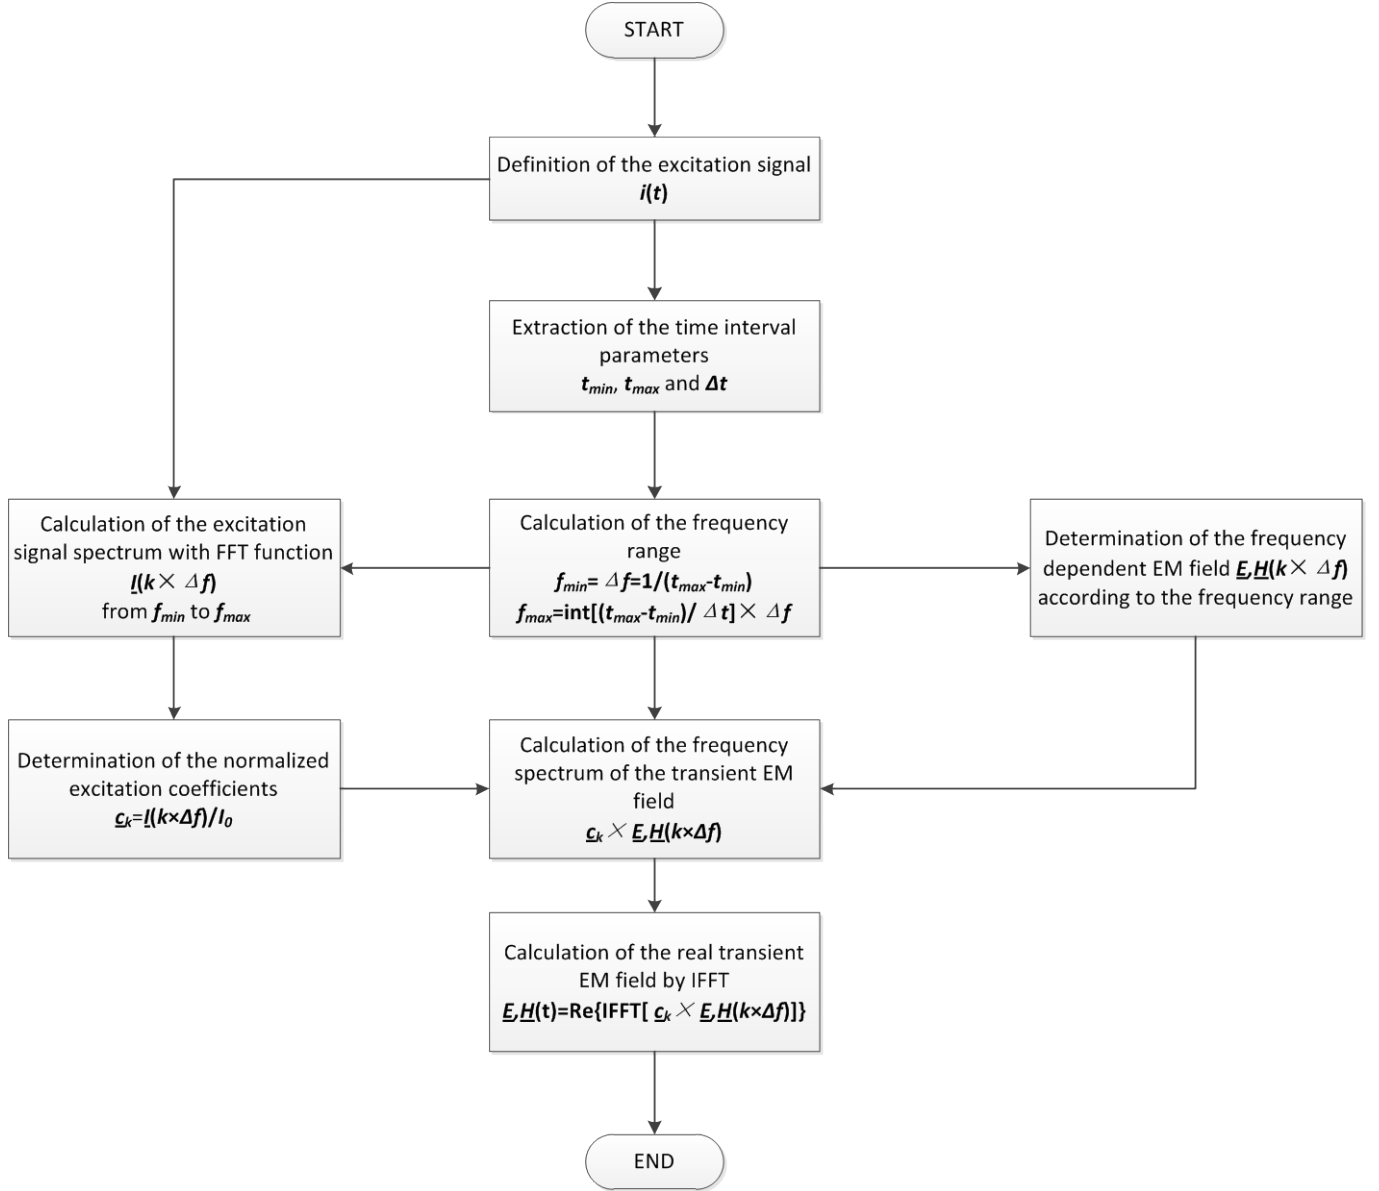 START
Definition of the excitation signal
i(t)
Extraction of the time interval
parameters
tmin, tmax and Δt
Calculation of the excitation
signal spectrum with FFT function
I(k× Δf)
from fmin to fmax
Calculation of the frequency
range
fmin= Δf=1/(tmax-tmin)
fmax=int[(tmax-tmin)/ Δt]× Δf
Determination of the frequency
dependent EM field E,H(k× Δf)
according to the frequency range
Determination of the normalized
excitation coefficients
ck=I(k×Δf)/I0
Calculation of the frequency
spectrum of the transient EM
field
ck× E,H(k×Δf)
Calculation of the real transient
EM field by IFFT
E,H(t)=Re{IFFT[ ck× E,H(k×Δf)]}
END